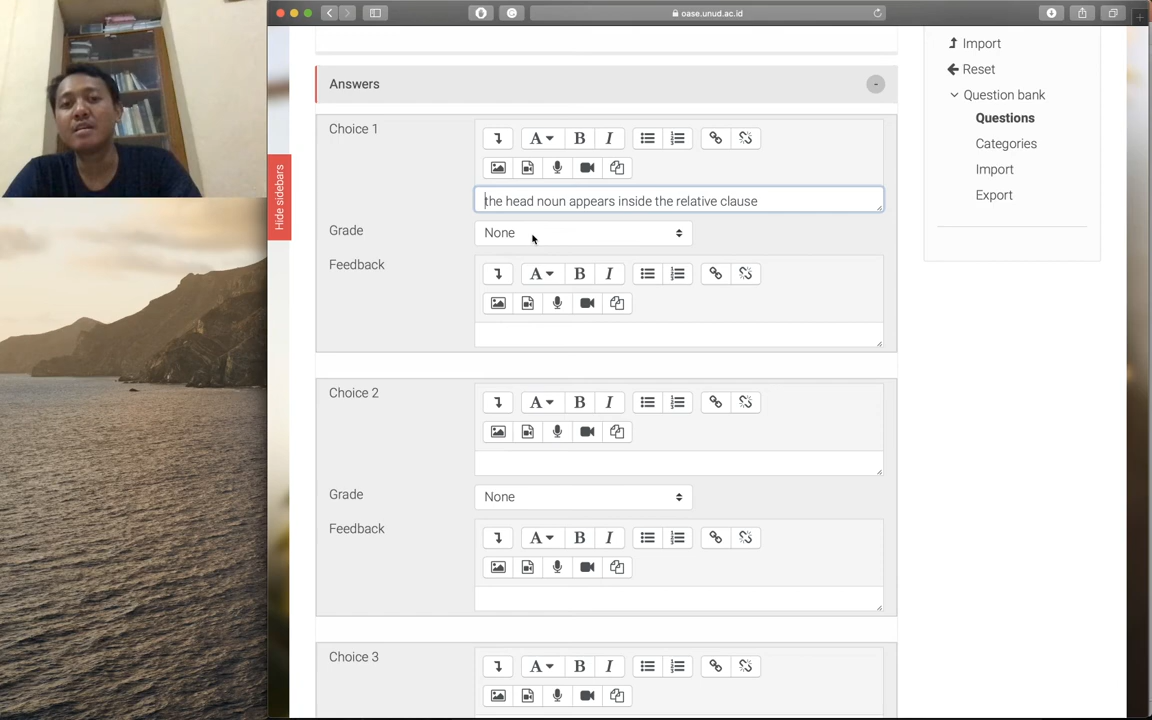 oase.unud.ac.id
Import
Reset
Question bank
Questions
Categories
Import
Export
Hide sidebars
Answers
Choice 1
the head noun appears inside the relative clause
Grade
None
Feedback
Choice 2
Grade
None
Feedback
Choice 3